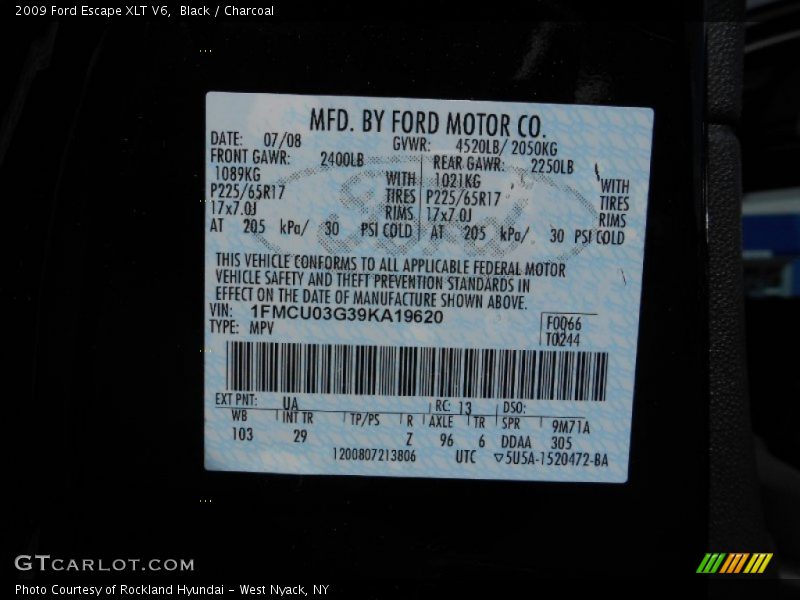 2009 Ford Escape XLT V6,  Black / Charcoal
MFD. BY FORD MOTOR CO.
DATE: 07/08 GVWR: 4520LB/ 2050KG
FRONT GAWR: 2400LB REAR GAWR: 2250LB
1089KG WITH 1021KG WITH
P225/65R17 TIRES P225/65R17 TIRES
17x7.0J RIMS 17x7.0J RIMS
AT 205 kPa/ 30 PSI COLD AT 205 kPa/ 30 PSI COLD
THIS VEHICLE CONFORMS TO ALL APPLICABLE FEDERAL MOTOR
VEHICLE SAFETY AND THEFT PREVENTION STANDARDS IN
EFFECT ON THE DATE OF MANUFACTURE SHOWN ABOVE.
VIN: 1FMCU03G39KA19620
TYPE: MPV
F0066
T0244
EXT PNT: UA RC: 13 DSO:
WB INT TR TP/PS R AXLE TR SPR 9M71A
103 29 Z 96 6 DDAA 305
1200807213806 UTC ▽5U5A-1520472-BA
Ford
GTCARLOT.COM
Photo Courtesy of Rockland Hyundai - West Nyack, NY